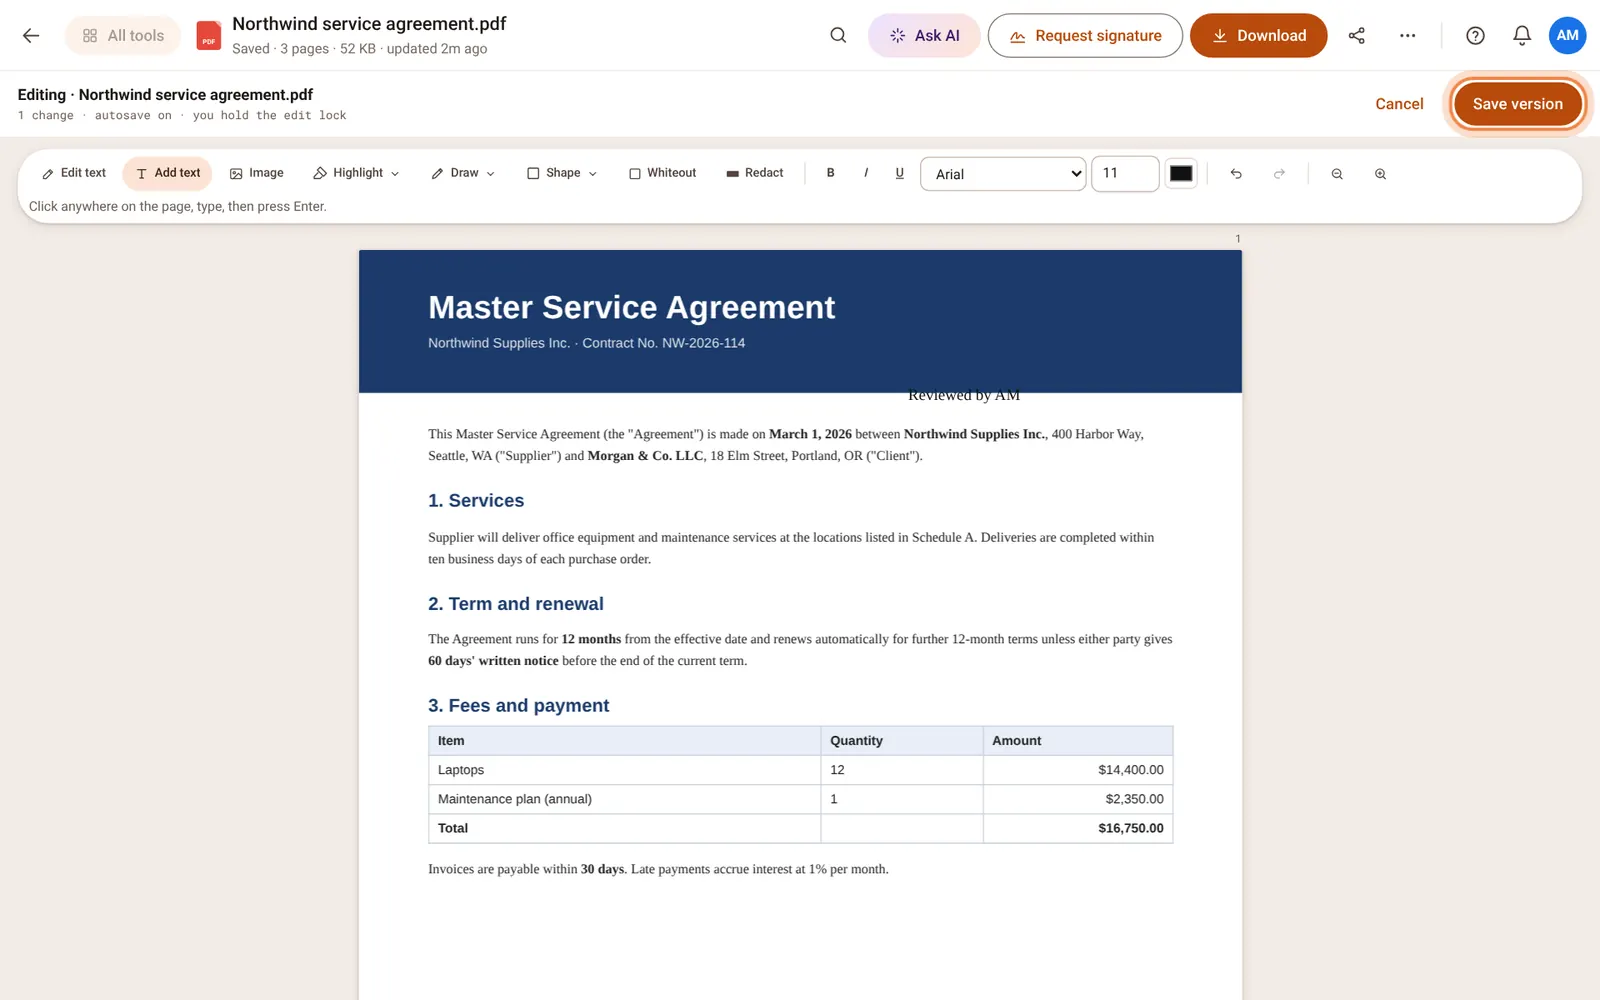 All tools
PDF
Northwind service agreement.pdf
Saved · 3 pages · 52 KB · updated 2m ago
Ask AI
Request signature
Download
AM
Editing · Northwind service agreement.pdf
1 change · autosave on · you hold the edit lock
Cancel
Save version
Edit text
Add text
Image
Highlight
Draw
Shape
Whiteout
Redact
B
I
U
Arial
11
Click anywhere on the page, type, then press Enter.
1
Master Service Agreement
Northwind Supplies Inc. · Contract No. NW-2026-114
Reviewed by AM
This Master Service Agreement (the "Agreement") is made on March 1, 2026 between Northwind Supplies Inc., 400 Harbor Way,
Seattle, WA ("Supplier") and Morgan & Co. LLC, 18 Elm Street, Portland, OR ("Client").
1. Services
Supplier will deliver office equipment and maintenance services at the locations listed in Schedule A. Deliveries are completed within
ten business days of each purchase order.
2. Term and renewal
The Agreement runs for 12 months from the effective date and renews automatically for further 12-month terms unless either party gives
60 days' written notice before the end of the current term.
3. Fees and payment
Item Quantity Amount
Laptops 12 $14,400.00
Maintenance plan (annual) 1 $2,350.00
Total $16,750.00
Invoices are payable within 30 days. Late payments accrue interest at 1% per month.